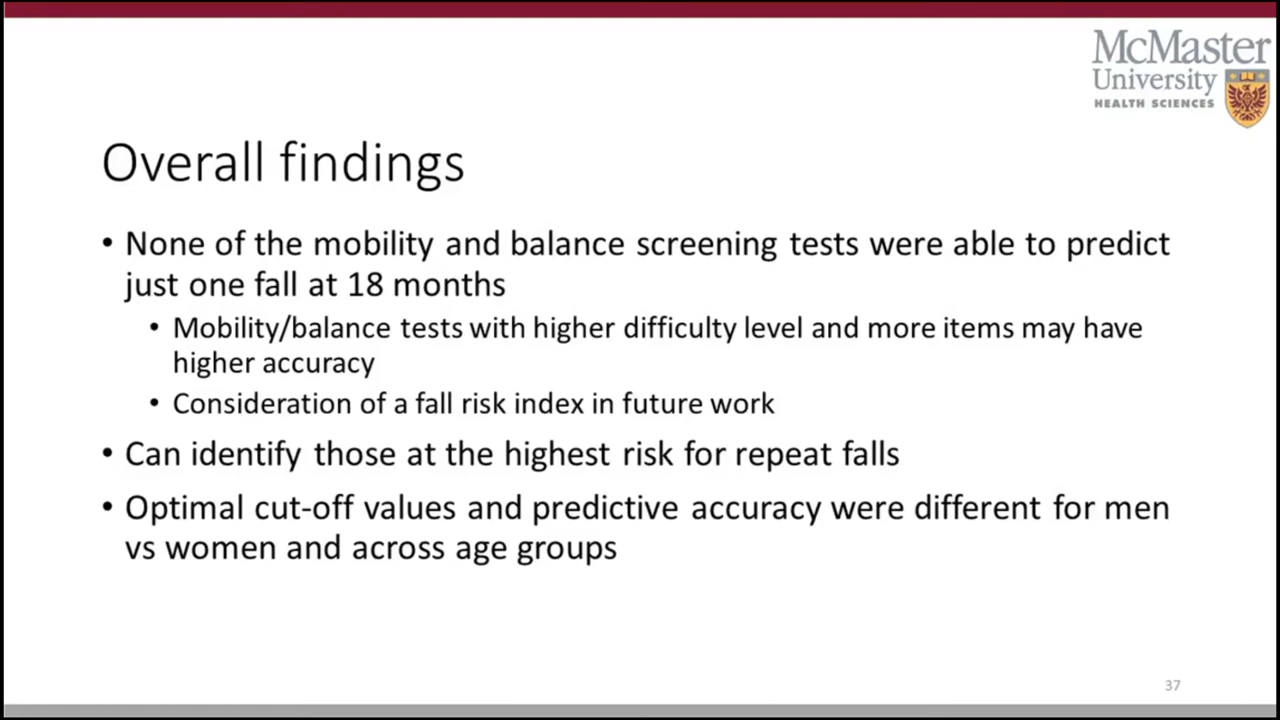 McMaster
University
HEALTH SCIENCES
Overall findings
• None of the mobility and balance screening tests were able to predict
just one fall at 18 months
• Mobility/balance tests with higher difficulty level and more items may have
higher accuracy
• Consideration of a fall risk index in future work
• Can identify those at the highest risk for repeat falls
• Optimal cut-off values and predictive accuracy were different for men
vs women and across age groups
37